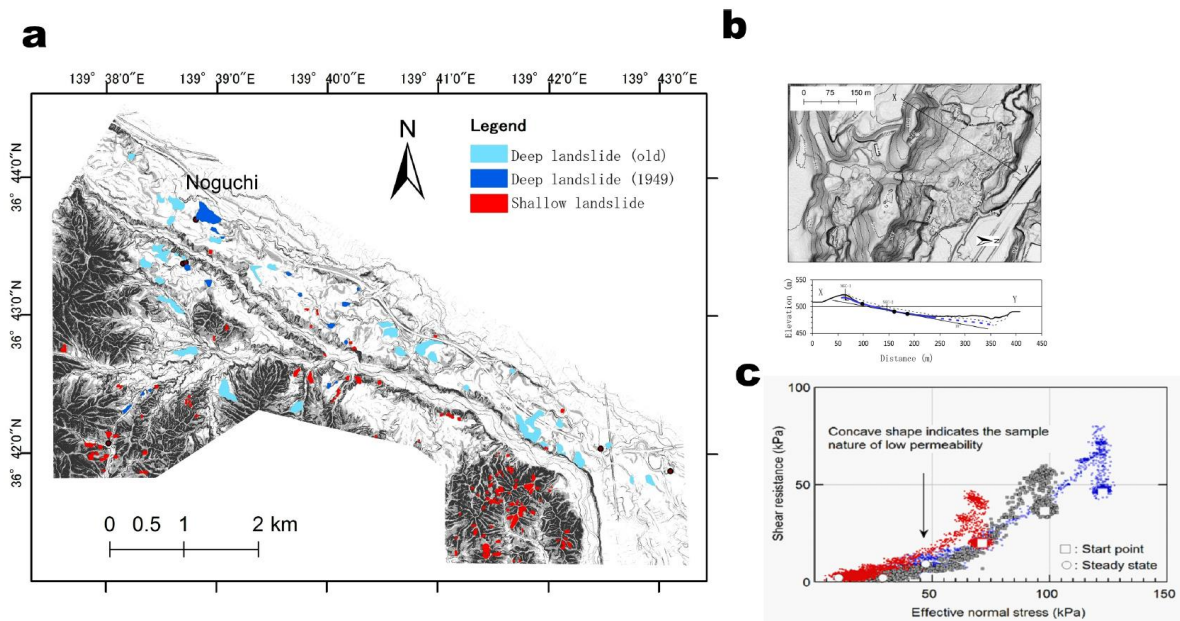 a
139° 38'0"E 139° 39'0"E 139° 40'0"E 139° 41'0"E 139° 42'0"E 139° 43'0"E
36° 44'0"N
36° 43'0"N
36° 42'0"N
N
Noguchi
Legend
Deep landslide (old)
Deep landslide (1949)
Shallow landslide
0 0.5 1 2 km
b
0 75 150 m
X
Y
N
Elevation (m)
550
500
450
X
Y
0 50 100 150 200 250 300 350 400 450
Distance (m)
c
Shear resistance (kPa)
100
50
0
Concave shape indicates the sample
nature of low permeability
□ : Start point
○ : Steady state
50 100 150
Effective normal stress (kPa)